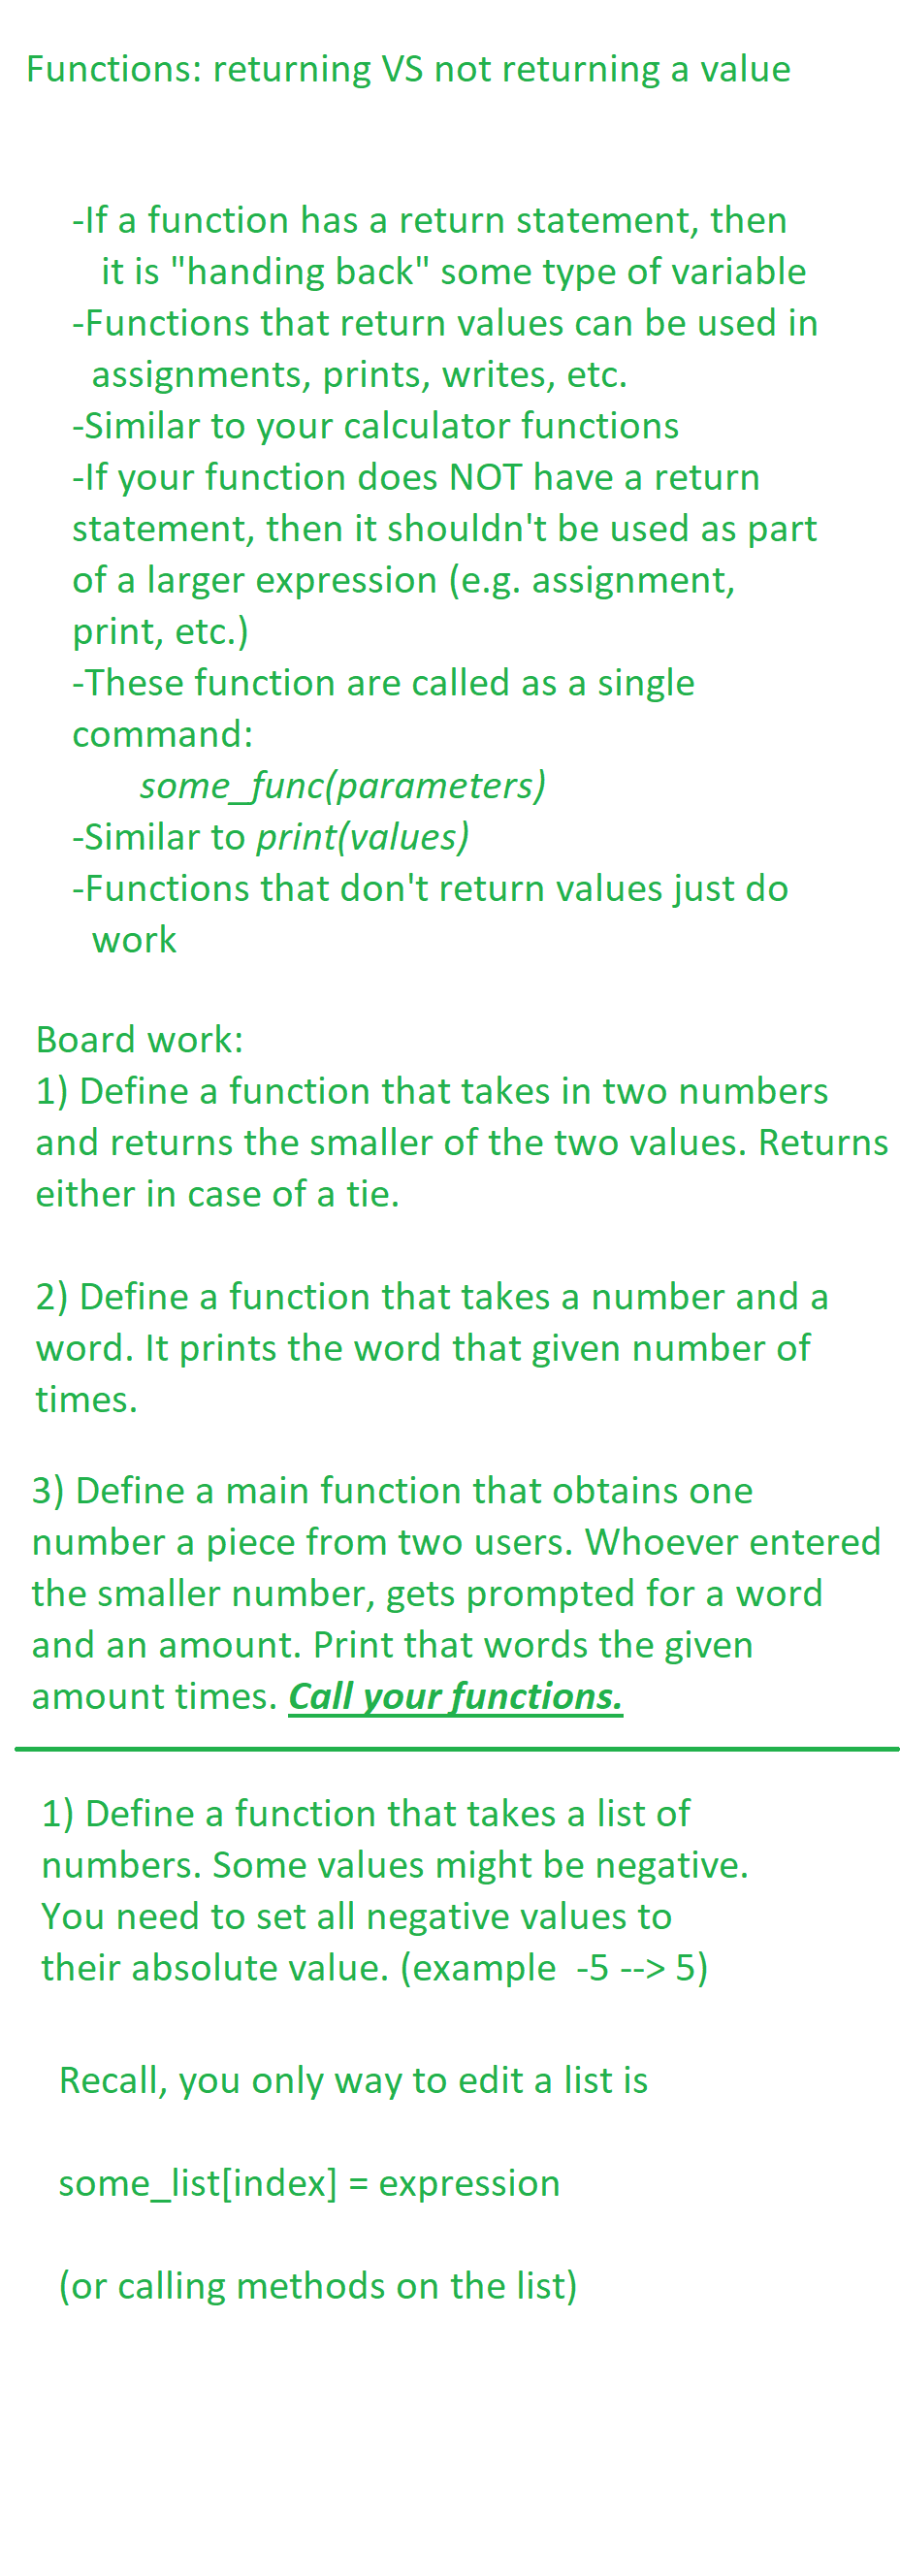 Functions: returning VS not returning a value
-If a function has a return statement, then
it is "handing back" some type of variable
-Functions that return values can be used in
assignments, prints, writes, etc.
-Similar to your calculator functions
-If your function does NOT have a return
statement, then it shouldn't be used as part
of a larger expression (e.g. assignment,
print, etc.)
-These function are called as a single
command:
some_func(parameters)
-Similar to print(values)
-Functions that don't return values just do
work
Board work:
1) Define a function that takes in two numbers
and returns the smaller of the two values. Returns
either in case of a tie.
2) Define a function that takes a number and a
word. It prints the word that given number of
times.
3) Define a main function that obtains one
number a piece from two users. Whoever entered
the smaller number, gets prompted for a word
and an amount. Print that words the given
amount times. Call your functions.
1) Define a function that takes a list of
numbers. Some values might be negative.
You need to set all negative values to
their absolute value. (example  -5 --> 5)
Recall, you only way to edit a list is
some_list[index] = expression
(or calling methods on the list)